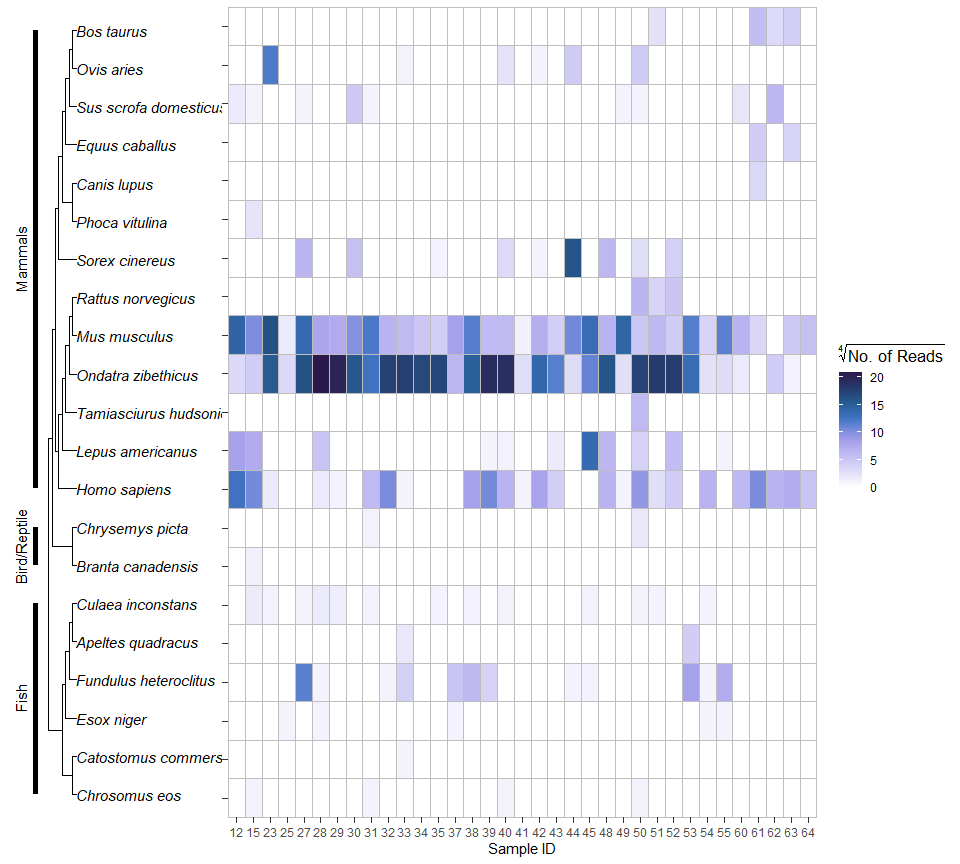 Mammals
Bird/Reptile
Fish
Bos taurus
Ovis aries
Sus scrofa domesticus
Equus caballus
Canis lupus
Phoca vitulina
Sorex cinereus
Rattus norvegicus
Mus musculus
Ondatra zibethicus
Tamiasciurus hudsoni
Lepus americanus
Homo sapiens
Chrysemys picta
Branta canadensis
Culaea inconstans
Apeltes quadracus
Fundulus heteroclitus
Esox niger
Catostomus commers
Chrosomus eos
12 15 23 25 27 28 29 30 31 32 33 34 35 37 38 39 40 41 42 43 44 45 48 49 50 51 52 53 54 55 60 61 62 63 64
Sample ID
4√No. of Reads
20
15
10
5
0